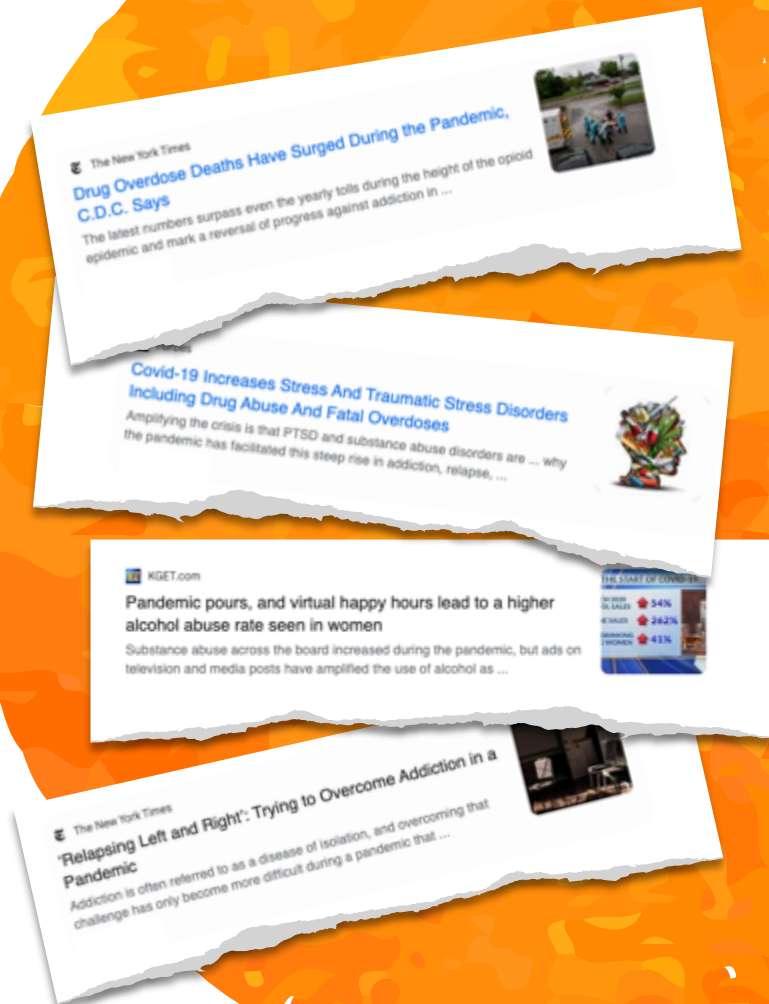 The New York Times
Drug Overdose Deaths Have Surged During the Pandemic,
C.D.C. Says
The latest numbers surpass even the yearly tolls during the height of the opioid
epidemic and mark a reversal of progress against addiction in ...
Covid-19 Increases Stress And Traumatic Stress Disorders
Including Drug Abuse And Fatal Overdoses
Amplifying the crisis is that PTSD and substance abuse disorders are ... why
the pandemic has facilitated this steep rise in addiction, relapse, ...
KGET.com
Pandemic pours, and virtual happy hours lead to a higher
alcohol abuse rate seen in women
Substance abuse across the board increased during the pandemic, but ads on
television and media posts have amplified the use of alcohol as ...
THE START OF COVID-19
54%
262%
41%
WOMEN
The New York Times
'Relapsing Left and Right': Trying to Overcome Addiction in a
Pandemic
Addiction is often referred to as a disease of isolation, and overcoming that
challenge has only become more difficult during a pandemic that ...